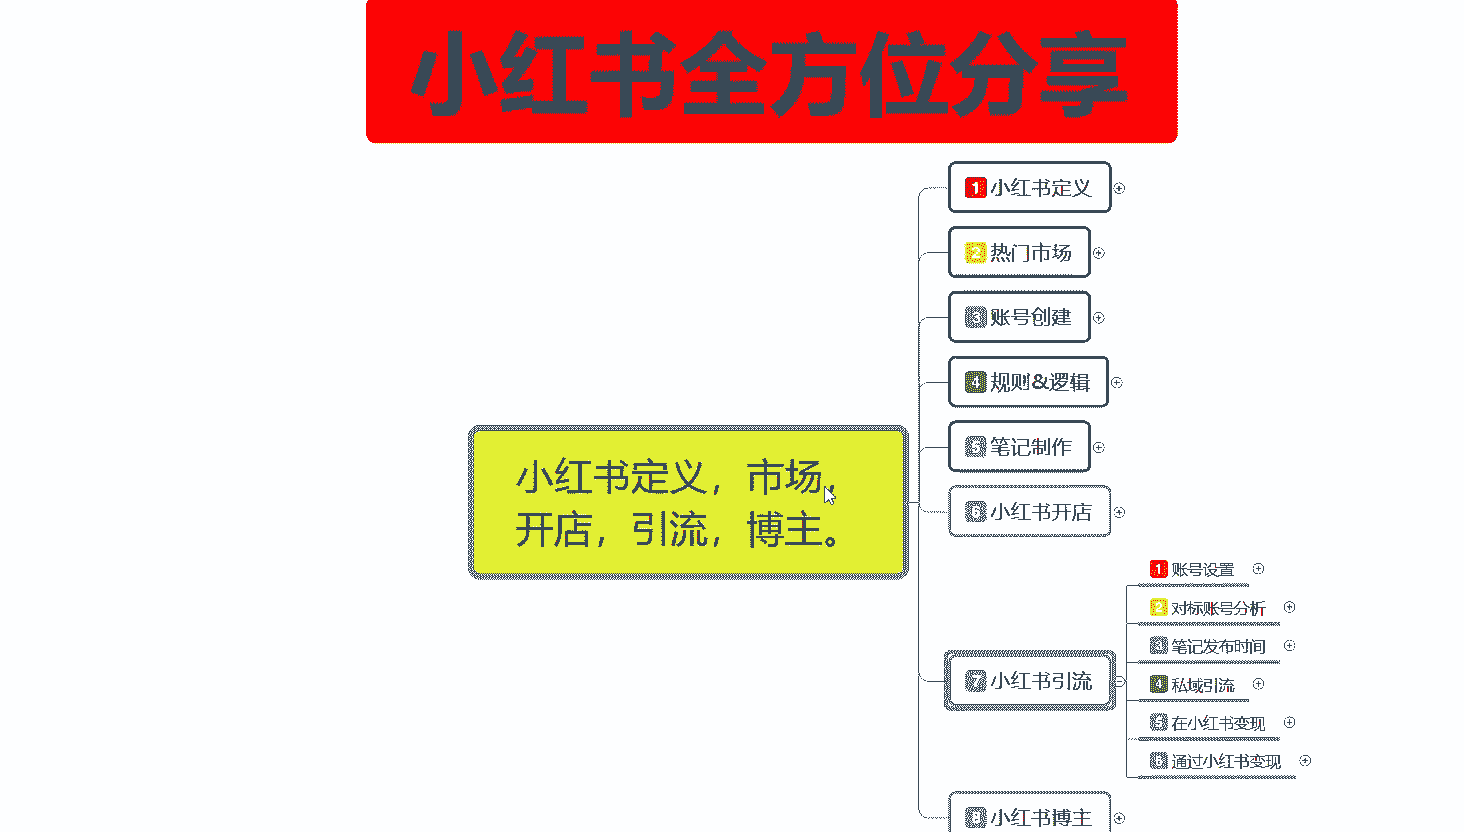 小红书全方位分享
小红书定义，市场，
开店，引流，博主。
1 小红书定义
2 热门市场
3 账号创建
4 规则&逻辑
5 笔记制作
6 小红书开店
7 小红书引流
1 账号设置
2 对标账号分析
3 笔记发布时间
4 私域引流
5 在小红书变现
6 通过小红书变现
8 小红书博主